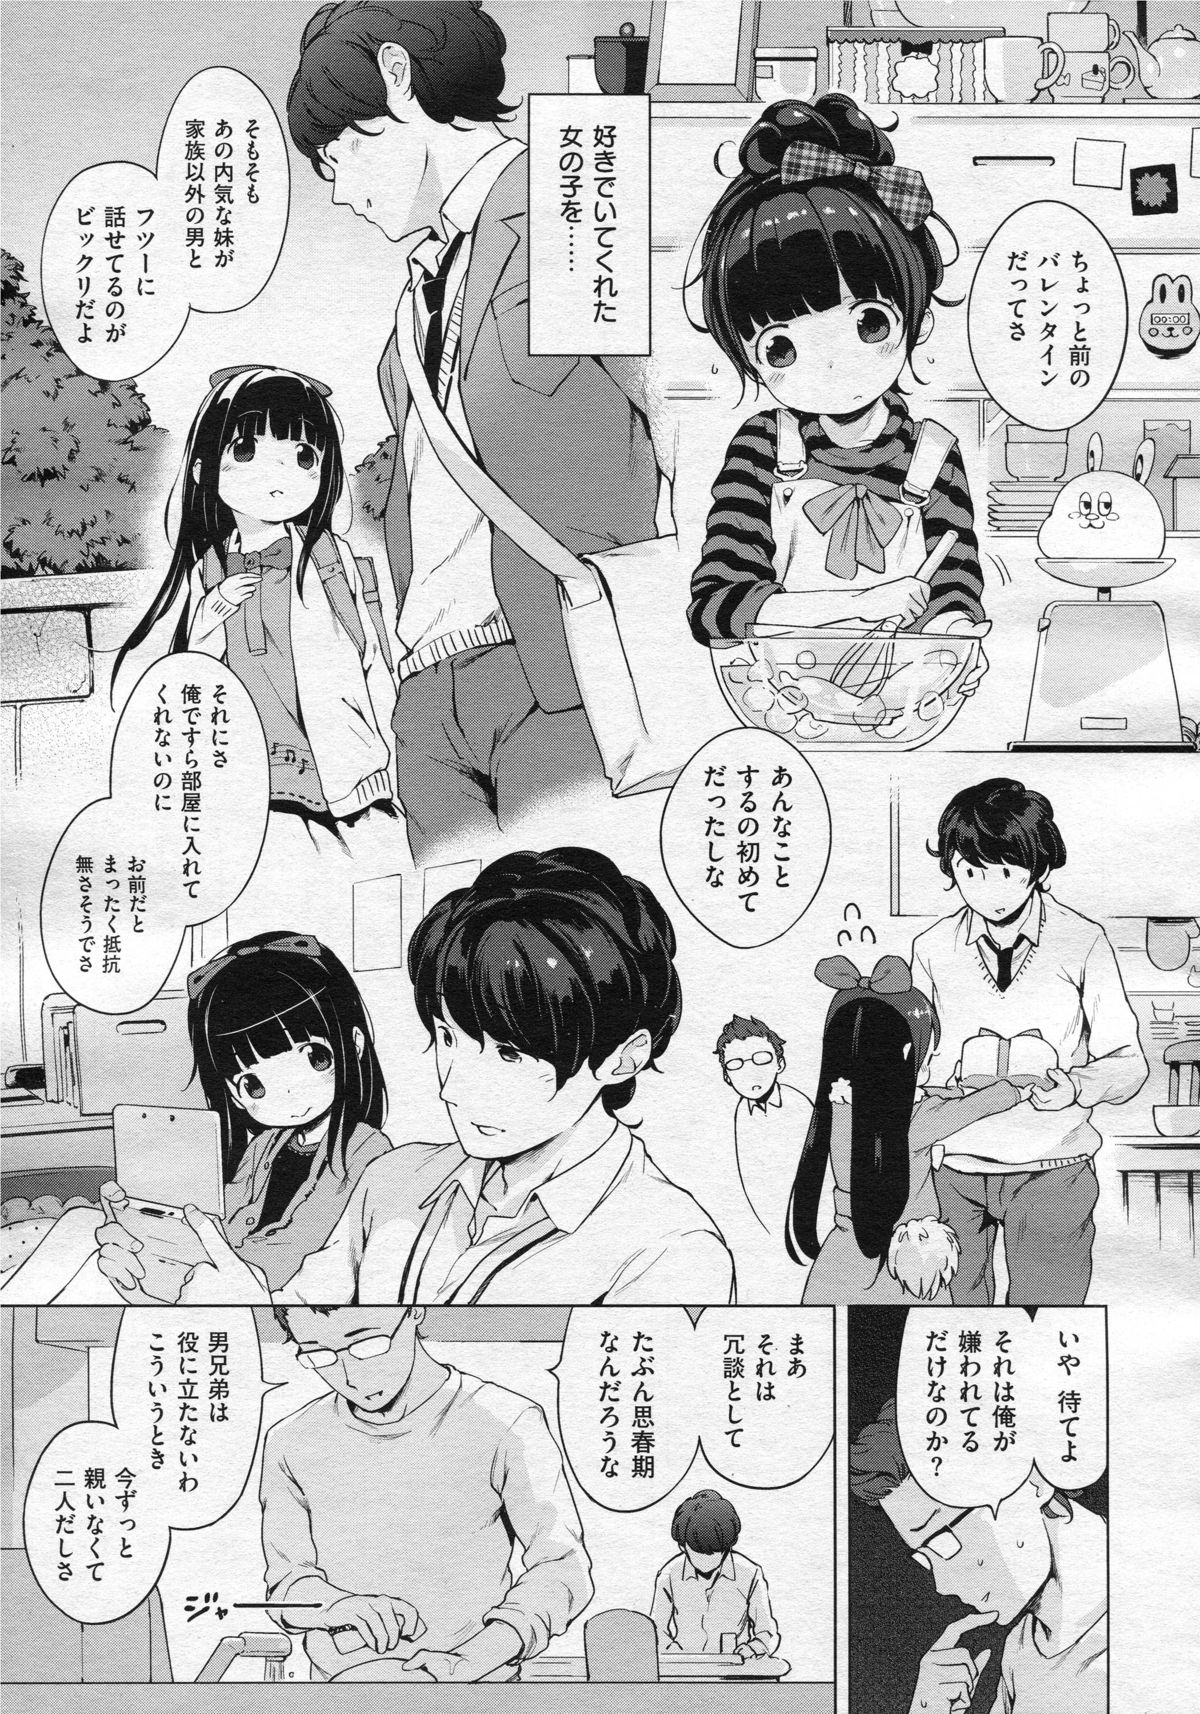 ちょっと前の
バレンタイン
だってさ
あんなこと
するの初めて
だったしな
好きでいてくれた
女の子を……
そもそも
あの内気な妹が
家族以外の男と
フツーに
話せてるのが
ビックリだよ
それにさ
俺ですら部屋に入れて
くれないのに
お前だと
まったく抵抗
無さそうでさ
00:00
いや 待てよ
それは俺が
嫌われてる
だけなのか?
まあ
それは
冗談として
たぶん思春期
なんだろうな
男兄弟は
役に立たないわ
こういうとき
今ずっと
親いなくて
二人だしさ
ジャー